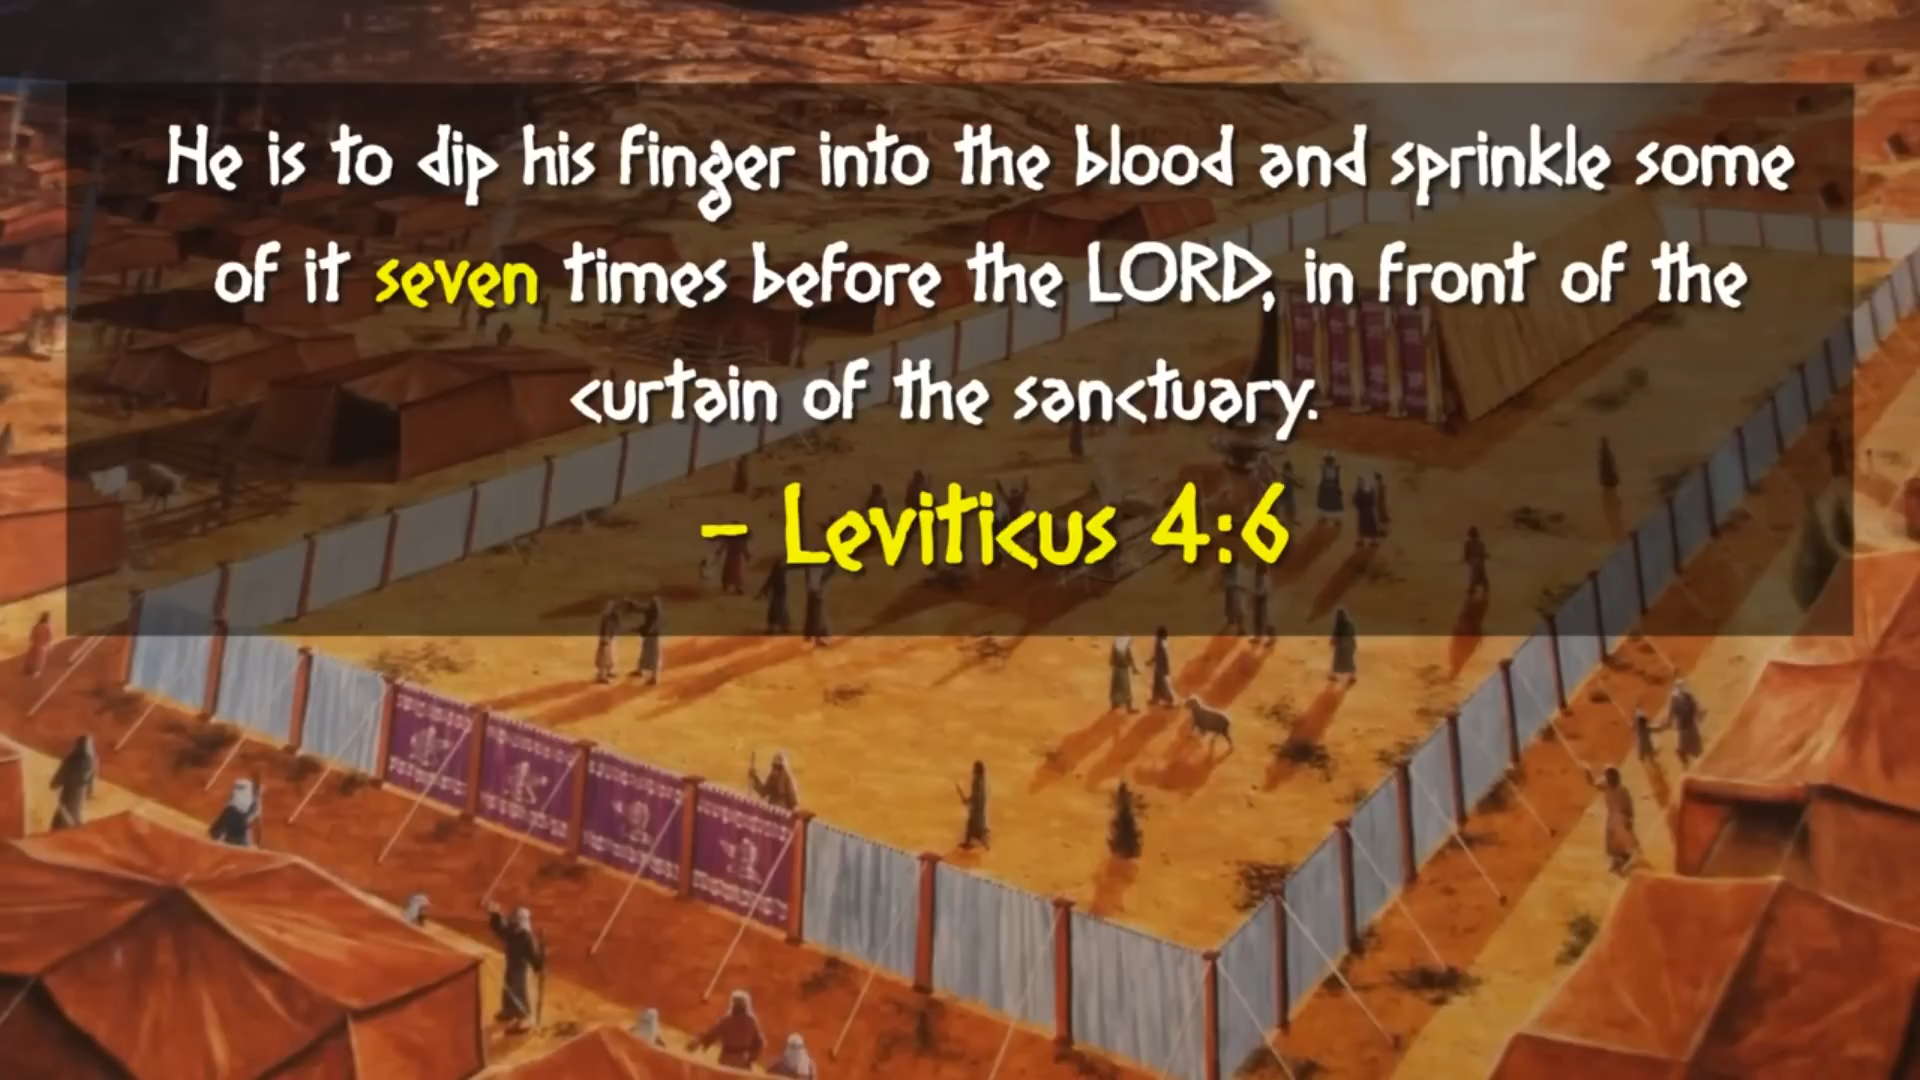 He is to dip his finger into the blood and sprinkle some
of it seven times before the LORD, in front of the
curtain of the sanctuary.
- Leviticus 4:6